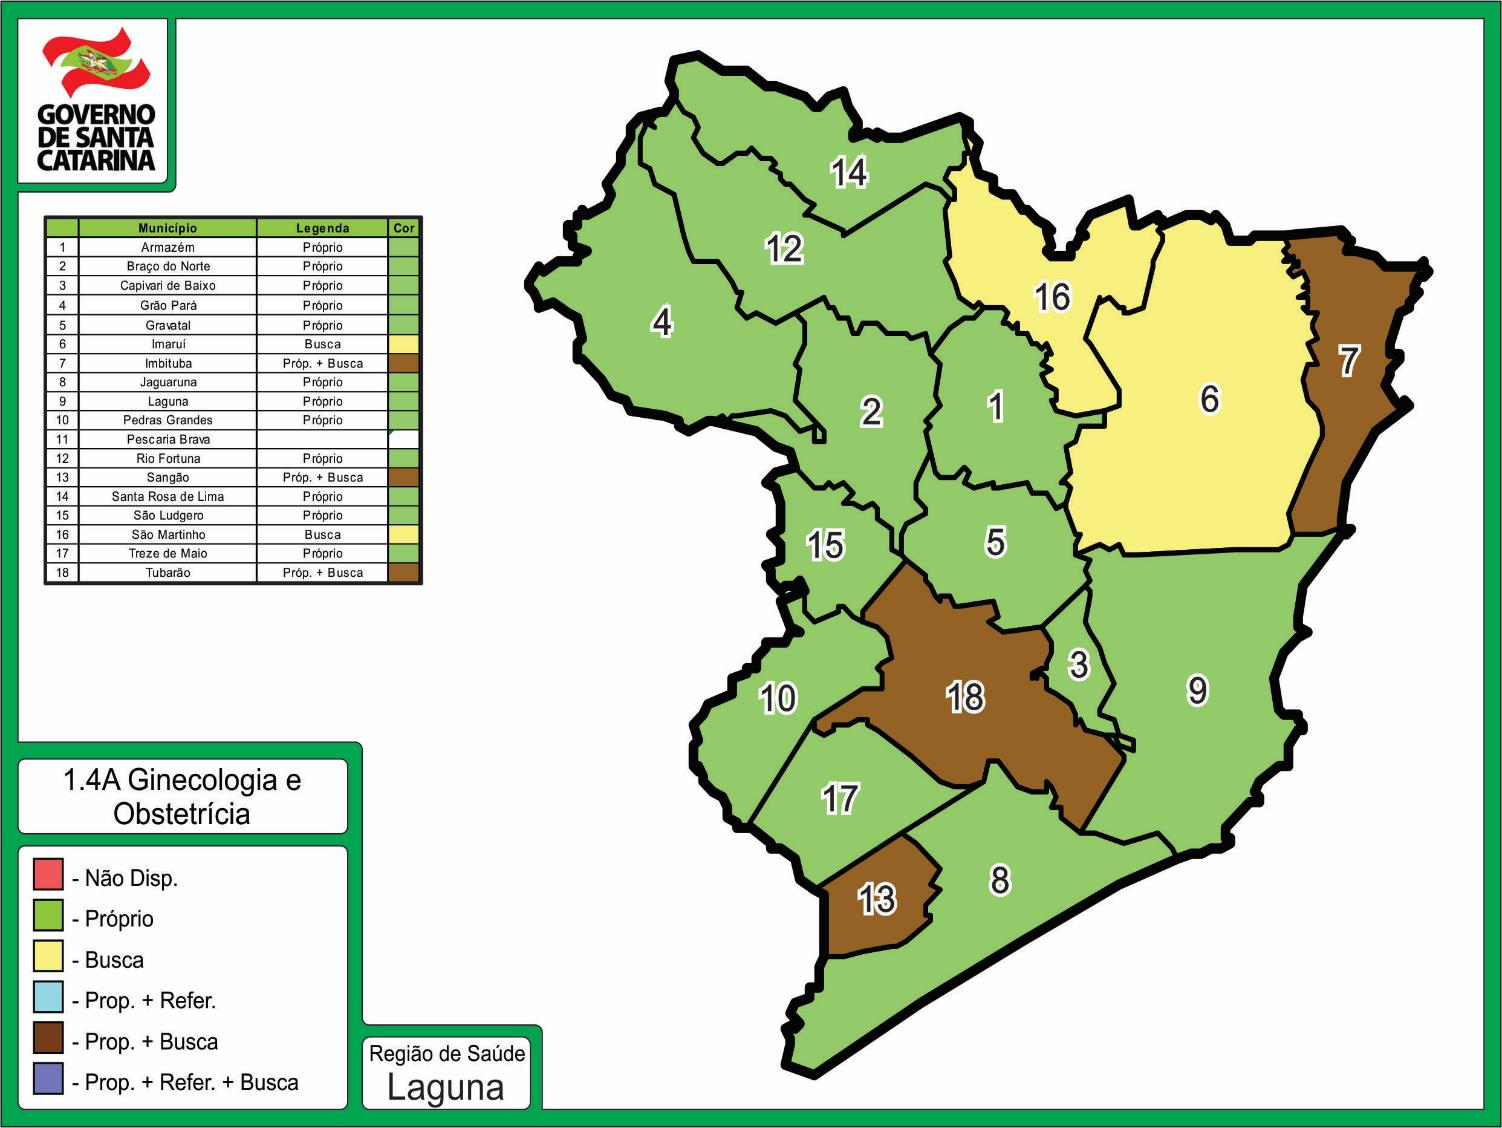 GOVERNO
DE SANTA
CATARINA
Município Legenda Cor
1 Armazém Próprio
2 Braço do Norte Próprio
3 Capivari de Baixo Próprio
4 Grão Pará Próprio
5 Gravatal Próprio
6 Imaruí Busca
7 Imbituba Próp. + Busca
8 Jaguaruna Próprio
9 Laguna Próprio
10 Pedras Grandes Próprio
11 Pescaria Brava
12 Rio Fortuna Próprio
13 Sangão Próp. + Busca
14 Santa Rosa de Lima Próprio
15 São Ludgero Próprio
16 São Martinho Busca
17 Treze de Maio Próprio
18 Tubarão Próp. + Busca
14
12
16
4
7
6
2
1
5
15
3
10
18
9
17
8
13
1.4A Ginecologia e
Obstetrícia
- Não Disp.
- Próprio
- Busca
- Prop. + Refer.
- Prop. + Busca
- Prop. + Refer. + Busca
Região de Saúde
Laguna